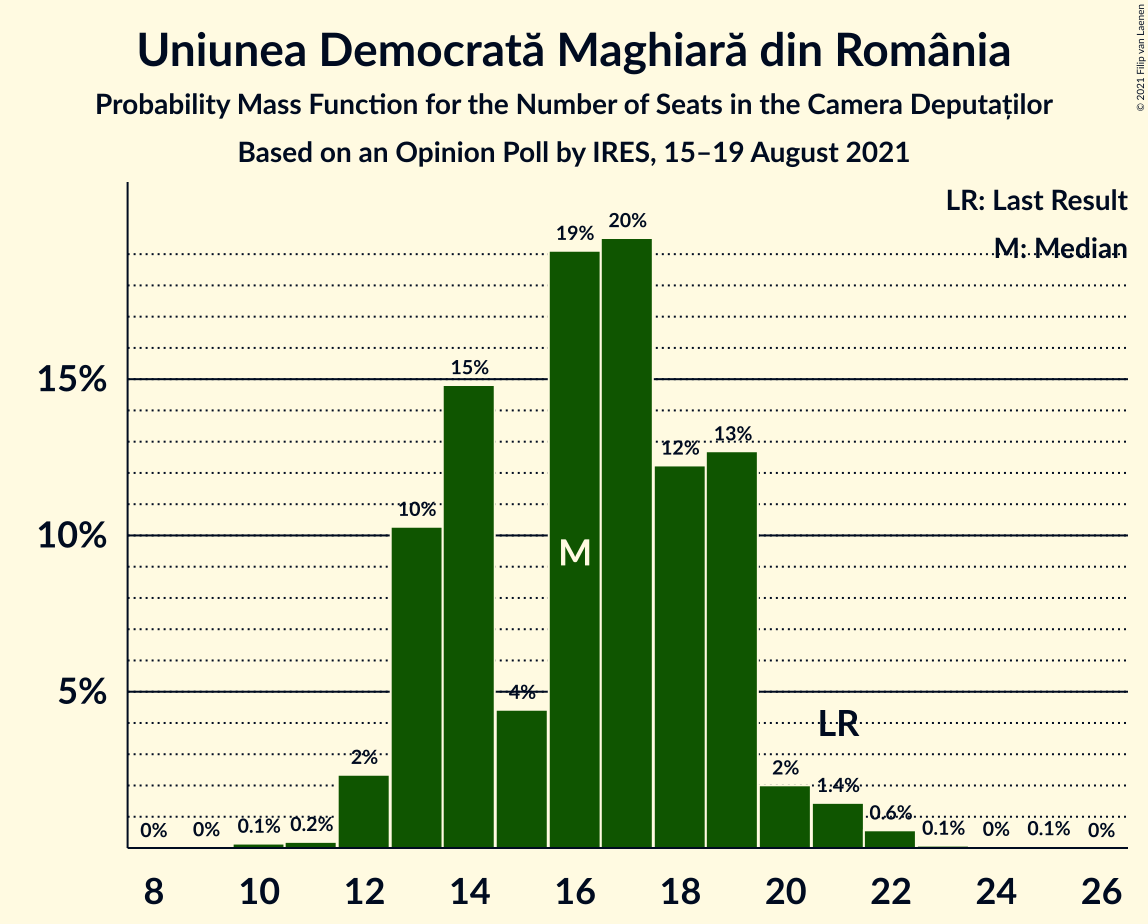 Uniunea Democrată Maghiară din România
Probability Mass Function for the Number of Seats in the Camera Deputaților
Based on an Opinion Poll by IRES, 15–19 August 2021
© 2021 Filip van Laenen
LR: Last Result
M: Median
20%
19%
15%
15%
13%
12%
10%
10%
M
5%
4%
LR
2%
2%
1.4%
0.6%
0% 0% 0.1% 0.2% 0.1% 0% 0.1% 0%
8 10 12 14 16 18 20 22 24 26